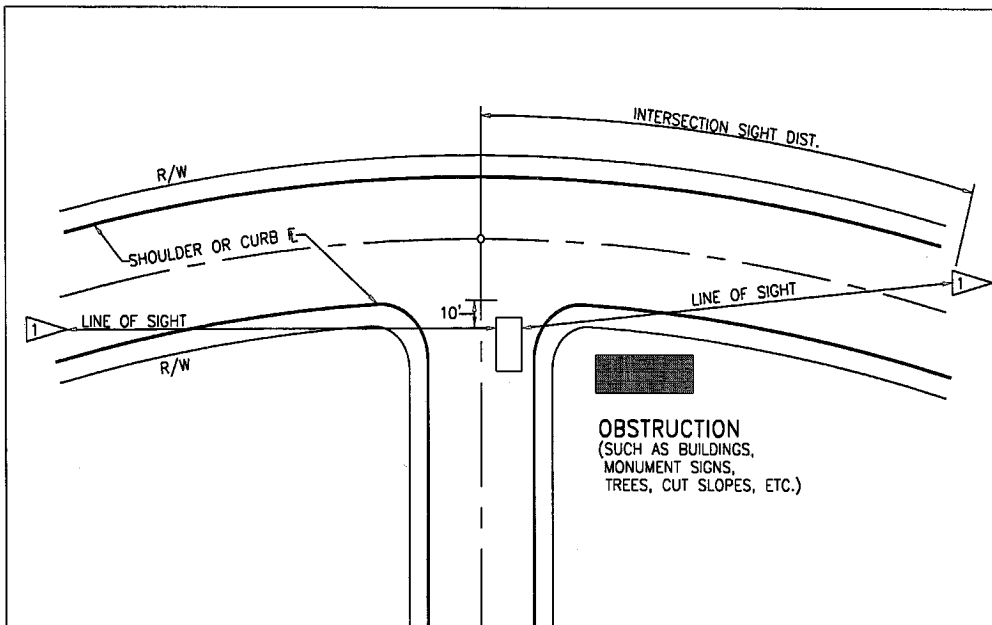 INTERSECTION SIGHT DIST.
R/W
SHOULDER OR CURB FL
10'
LINE OF SIGHT
1
1
LINE OF SIGHT
R/W
OBSTRUCTION
(SUCH AS BUILDINGS,
MONUMENT SIGNS,
TREES, CUT SLOPES, ETC.)